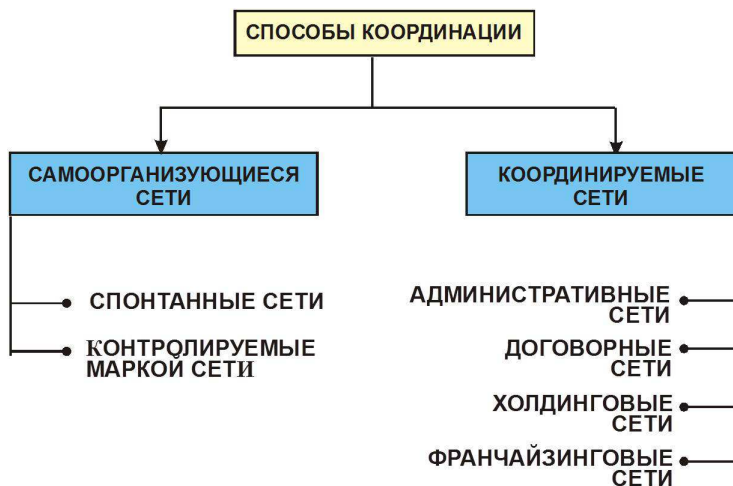 СПОСОБЫ КООРДИНАЦИИ
САМООРГАНИЗУЮЩИЕСЯ
СЕТИ
КООРДИНИРУЕМЫЕ
СЕТИ
СПОНТАННЫЕ СЕТИ
КОНТРОЛИРУЕМЫЕ
МАРКОЙ СЕТИ
АДМИНИСТРАТИВНЫЕ
СЕТИ
ДОГОВОРНЫЕ
СЕТИ
ХОЛДИНГОВЫЕ
СЕТИ
ФРАНЧАЙЗИНГОВЫЕ
СЕТИ